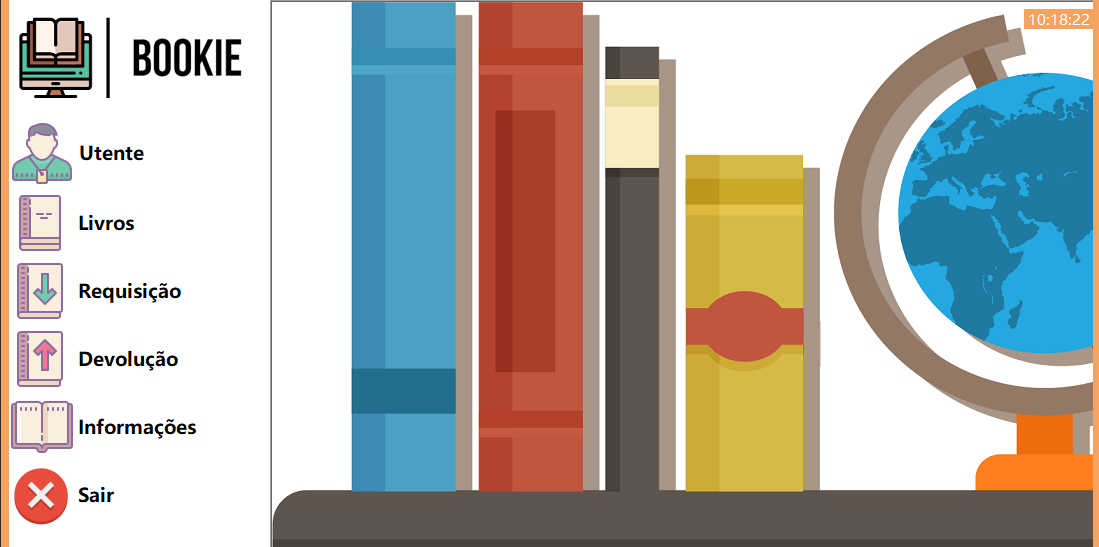 BOOKIE
10:18:22
Utente
Livros
Requisição
Devolução
Informações
Sair